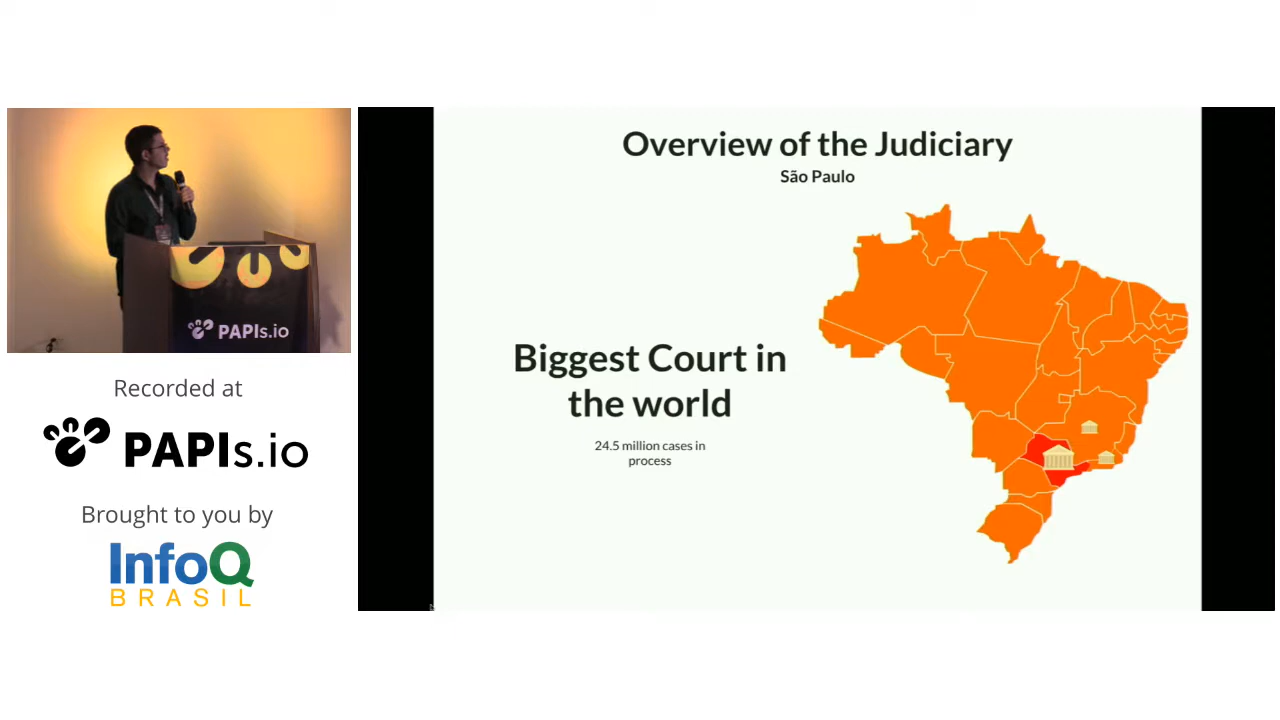 PAPIs.io
Recorded at
PAPIs.io
Brought to you by
InfoQ
BRASIL
Overview of the Judiciary
São Paulo
Biggest Court in
the world
24.5 million cases in
process